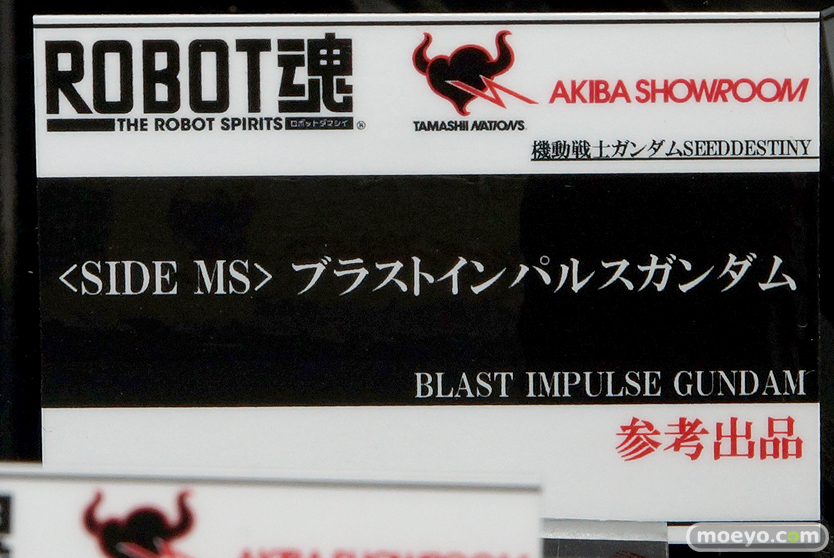 ROBOT魂
THE ROBOT SPIRITS ロボットダマシイ ®
TAMASHII NATIONS
AKIBA SHOWROOM
機動戦士ガンダムSEEDDESTINY
<SIDE MS> ブラストインパルスガンダム
BLAST IMPULSE GUNDAM
参考出品
AKIBA SHOWROOM
moeyo.com